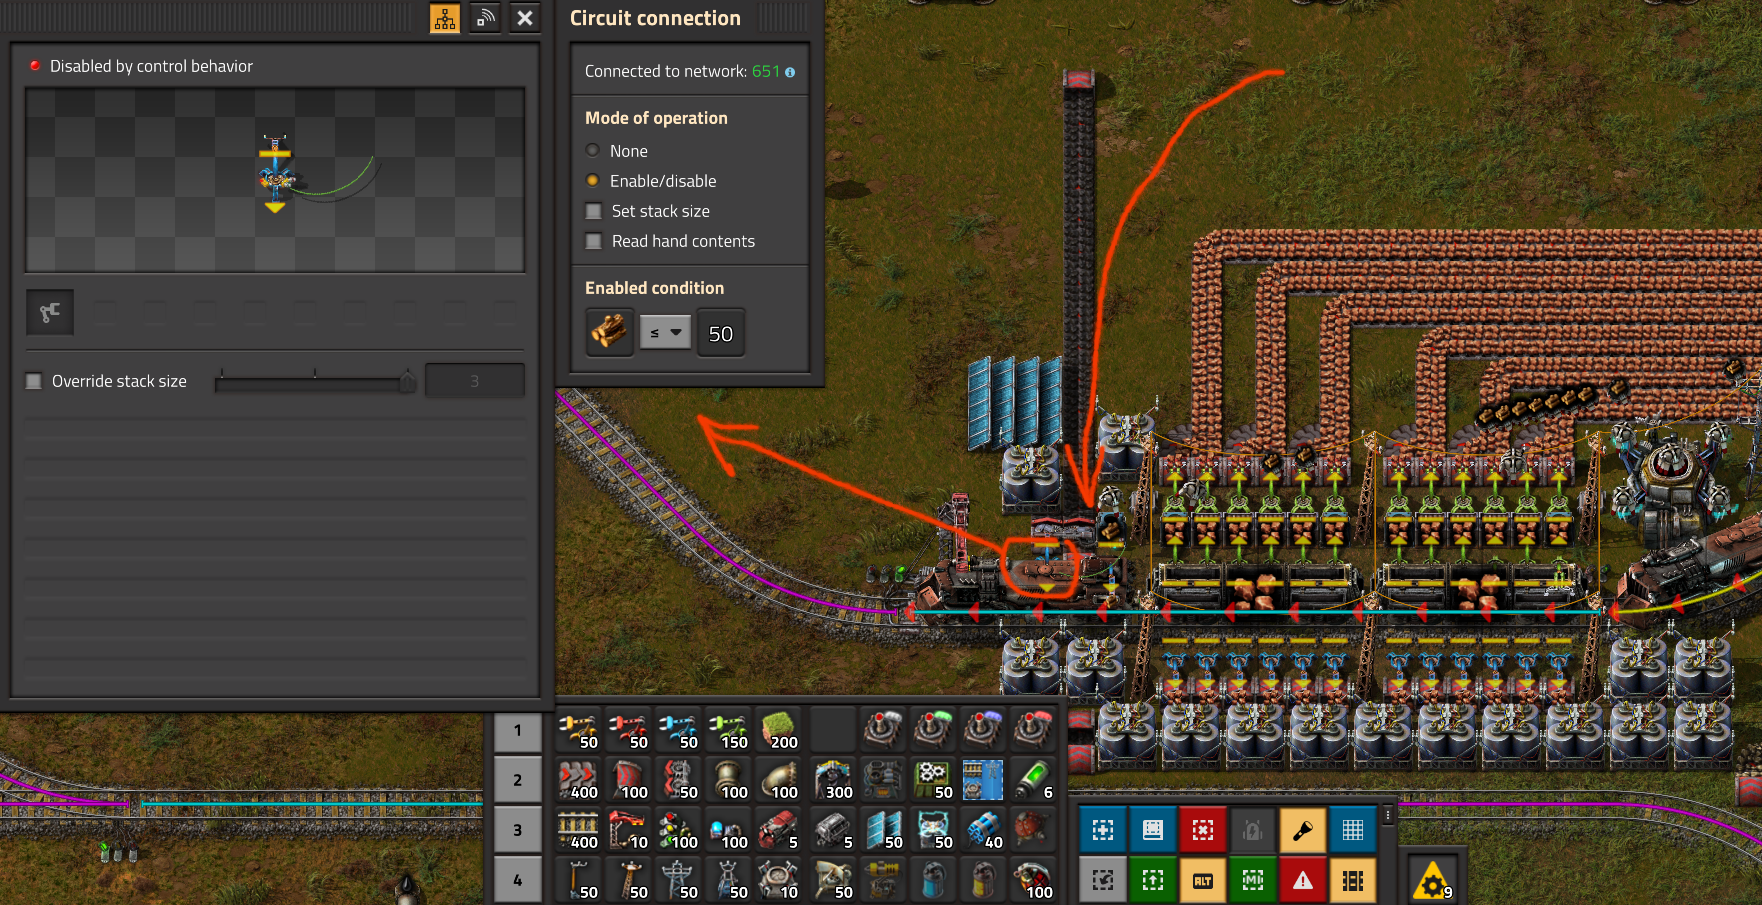 Circuit connection
Disabled by control behavior
Connected to network: 651
Mode of operation
None
Enable/disable
Set stack size
Read hand contents
Enabled condition
≤ 50
Override stack size 3
1 50 50 50 150 200
2 400 100 50 100 100 300 50 6
3 400 10 100 100 5 5 50 50 40
4 50 50 50 50 10 50 100
ALT
9